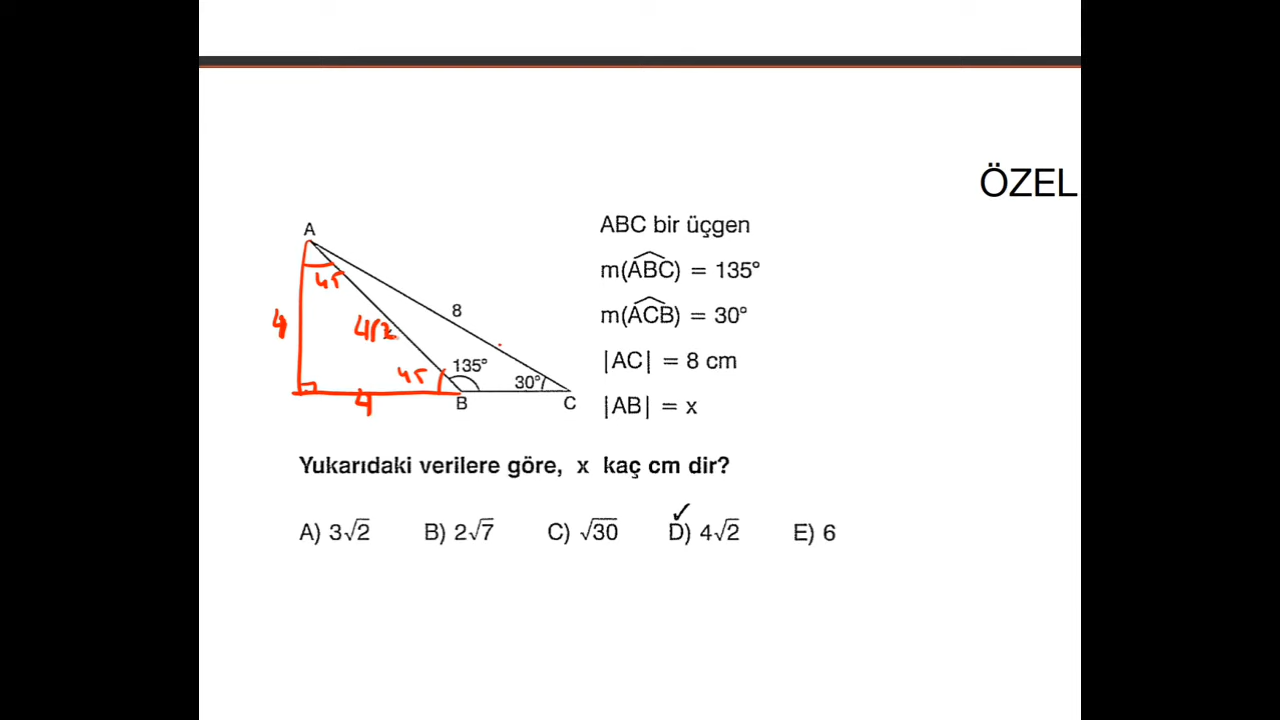 ÖZEL
A
ABC bir üçgen
m(ABC) = 135°
45
8
m(ACB) = 30°
4
4√2
|AC| = 8 cm
45
135°
30°
4
B
C
|AB| = x
Yukarıdaki verilere göre, x kaç cm dir?
A) 3√2 B) 2√7 C) √30 D) 4√2 E) 6